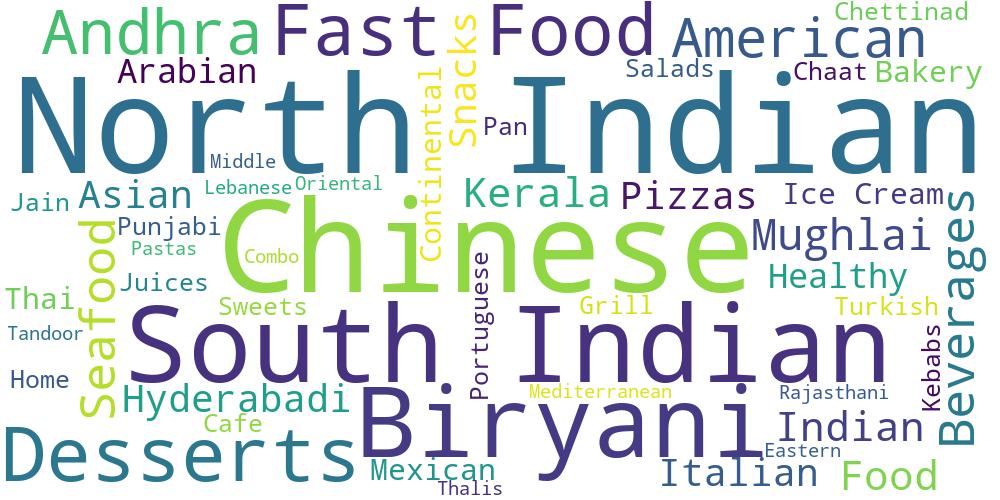 Andhra
Fast Food
American
Chettinad
Arabian
Snacks
Salads
Chaat
Bakery
North Indian
Continental
Pan
Middle
Lebanese
Oriental
Jain
Asian
Kerala
Pizzas
Ice Cream
Punjabi
Pastas
Chinese
Combo
Mughlai
Beverages
Seafood
Juices
Healthy
Thai
Sweets
Portuguese
Grill
Turkish
Tandoor
South Indian
Kebabs
Home
Hyderabadi
Biryani
Mediterranean
Rajasthani
Cafe
Indian
Desserts
Mexican
Eastern
Italian
Food
Thalis